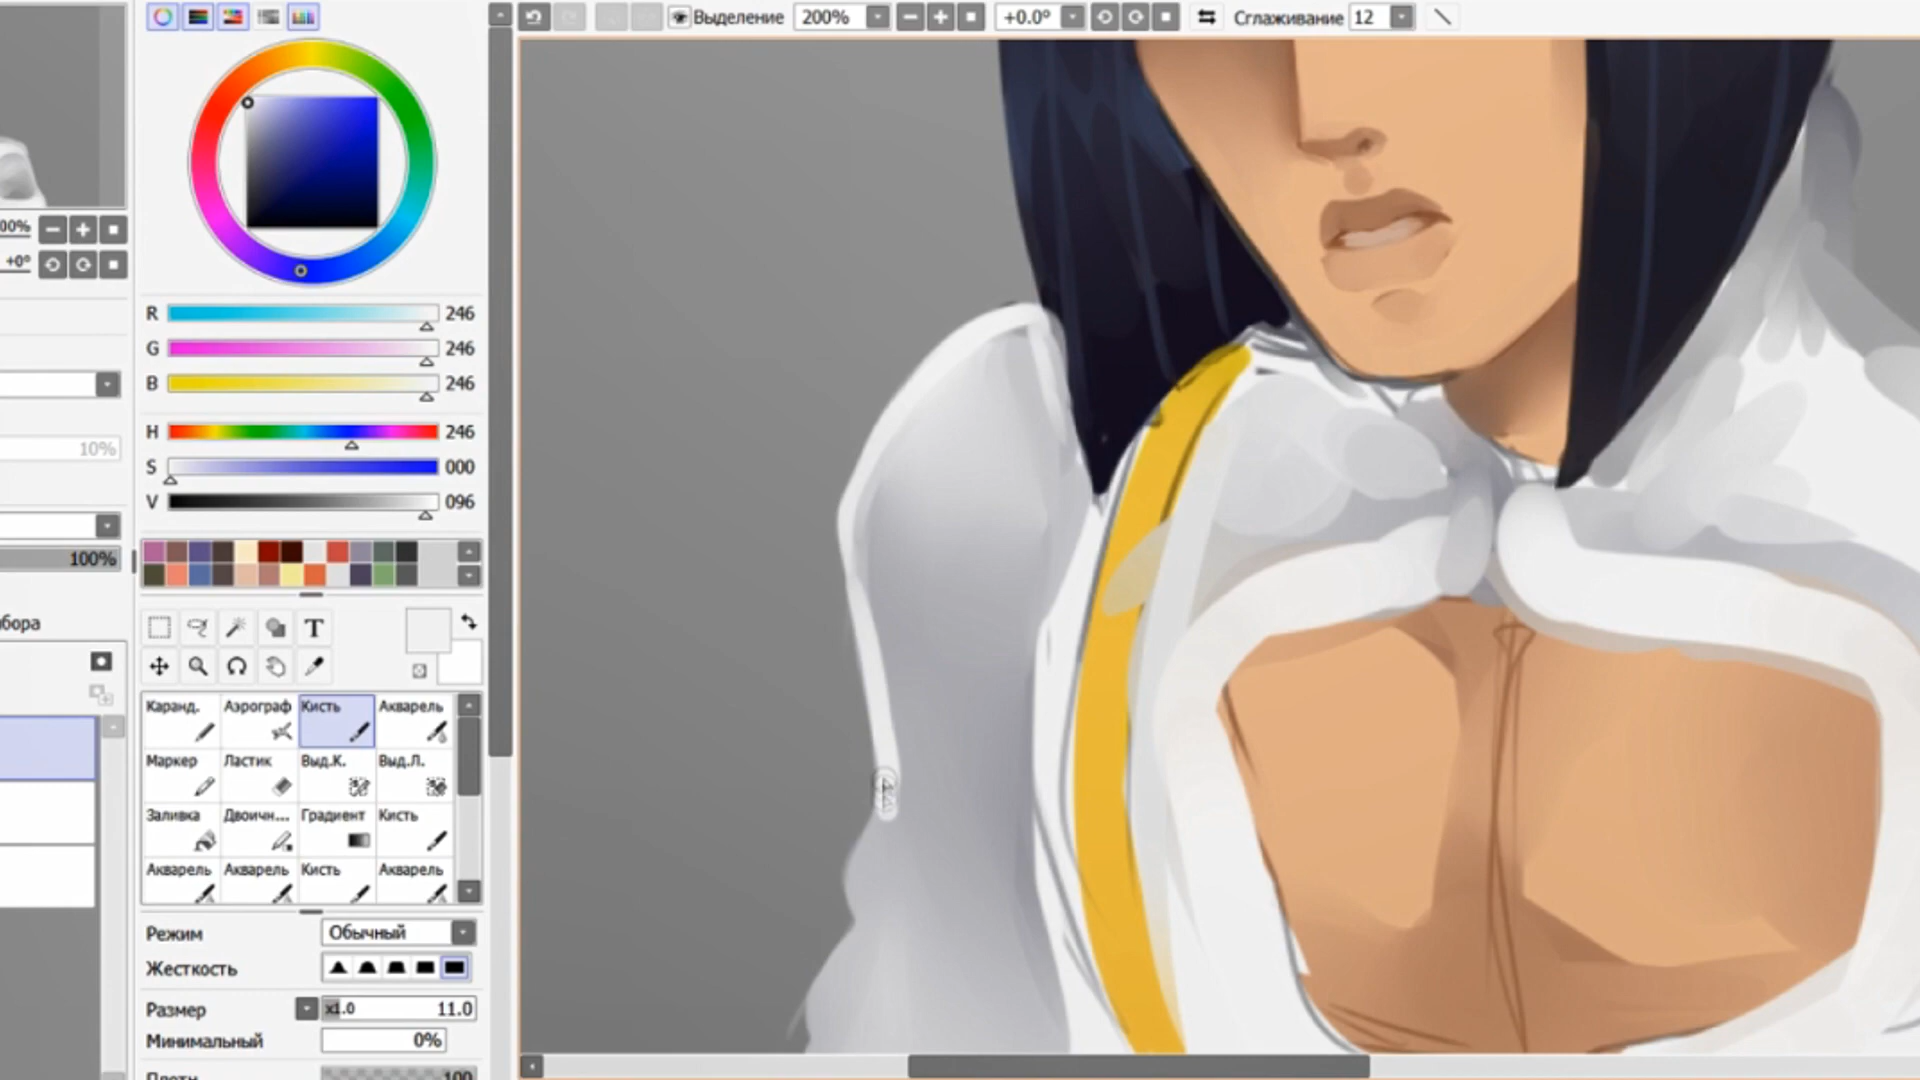 Выделение 200% +0.0° Сглаживание 12
00%
+0°
R 246
G 246
B 246
H 246
S 000
V 096
10%
100%
бора
T
Каранд. Аэрограф Кисть Акварель
Маркер Ластик Выд.К. Выд.Л.
Заливка Двоичн... Градиент Кисть
Акварель Акварель Кисть Акварель
Режим Обычный
Жесткость
Размер x1.0 11.0
Минимальный 0%
100